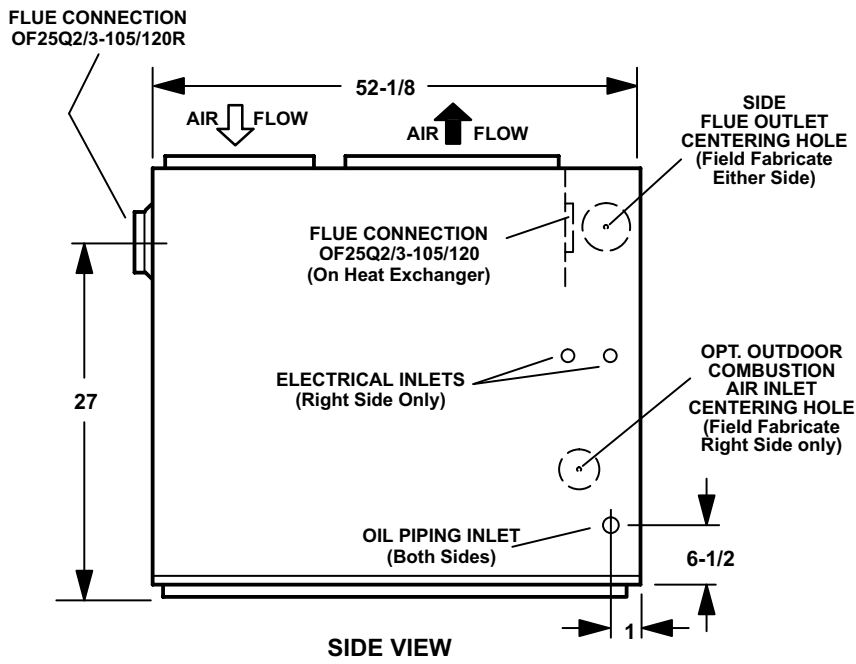 FLUE CONNECTION
OF25Q2/3-105/120R
52-1/8
AIR FLOW
AIR FLOW
SIDE
FLUE OUTLET
CENTERING HOLE
(Field Fabricate
Either Side)
FLUE CONNECTION
OF25Q2/3-105/120
(On Heat Exchanger)
ELECTRICAL INLETS
(Right Side Only)
OPT. OUTDOOR
COMBUSTION
AIR INLET
CENTERING HOLE
(Field Fabricate
Right Side only)
27
OIL PIPING INLET
(Both Sides)
6-1/2
1
SIDE VIEW